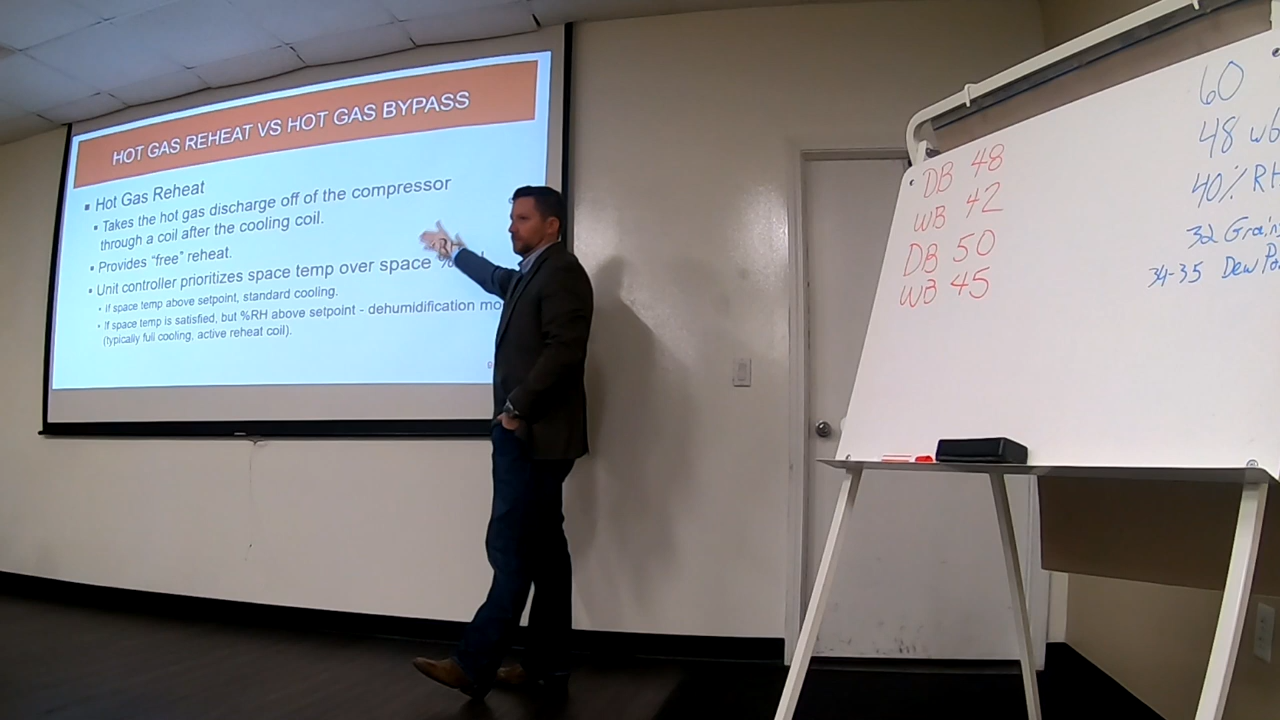 HOT GAS REHEAT VS HOT GAS BYPASS
▪ Hot Gas Reheat
▪ Takes the hot gas discharge off of the compressor
through a coil after the cooling coil.
▪ Provides "free" reheat.
▪ Unit controller prioritizes space temp over space %
• If space temp above setpoint, standard cooling.
• If space temp is satisfied, but %RH above setpoint - dehumidification mo
(typically full cooling, active reheat coil).
DB 48
WB 42
DB 50
WB 45
60
48 wb
40% RH
32 Grains
34-35 Dew Po